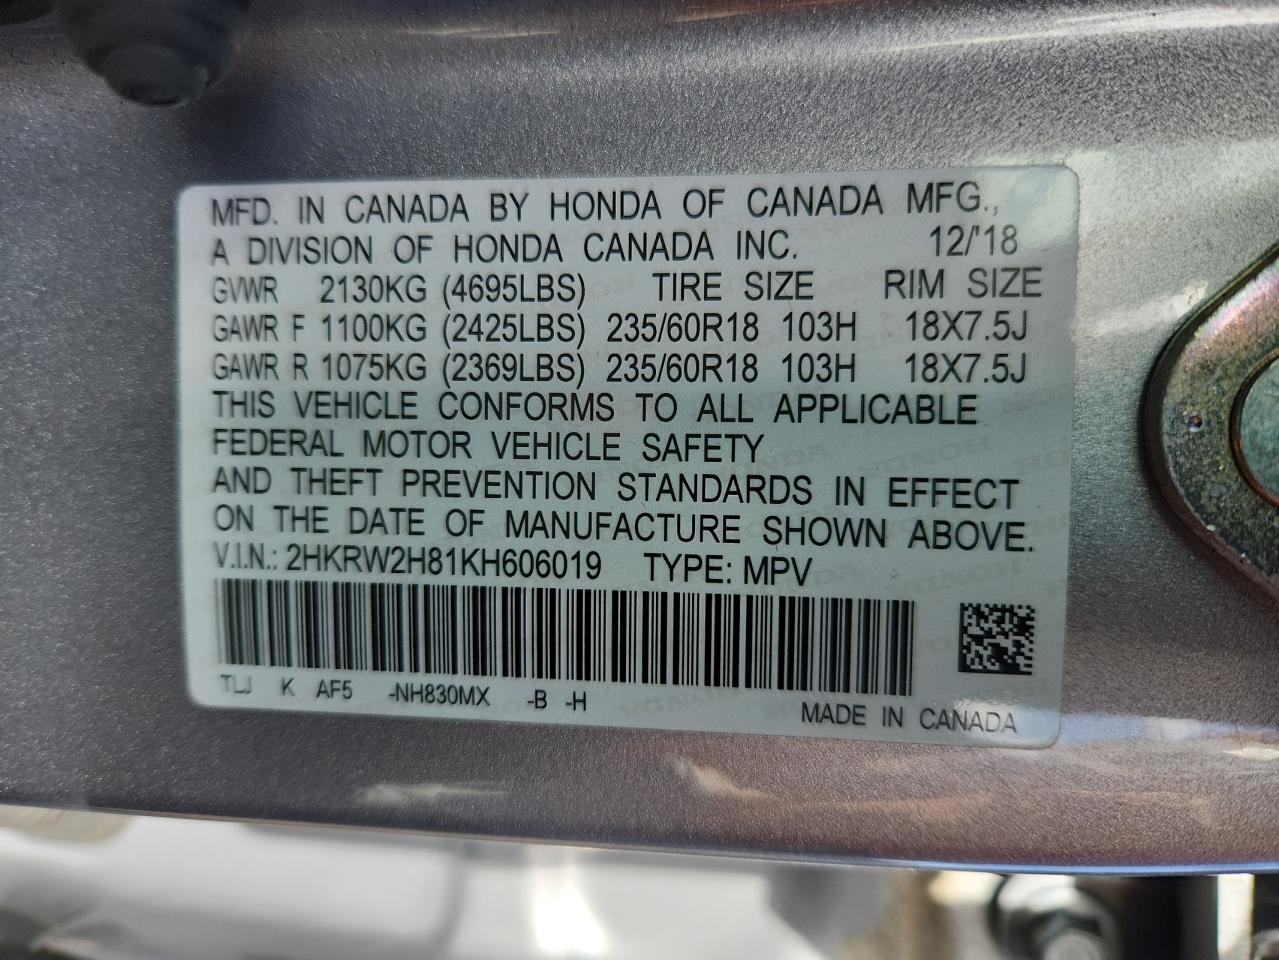 MFD. IN CANADA BY HONDA OF CANADA MFG.,
A DIVISION OF HONDA CANADA INC. 12/'18
GVWR 2130KG (4695LBS) TIRE SIZE RIM SIZE
GAWR F 1100KG (2425LBS) 235/60R18 103H 18X7.5J
GAWR R 1075KG (2369LBS) 235/60R18 103H 18X7.5J
THIS VEHICLE CONFORMS TO ALL APPLICABLE
FEDERAL MOTOR VEHICLE SAFETY
AND THEFT PREVENTION STANDARDS IN EFFECT
ON THE DATE OF MANUFACTURE SHOWN ABOVE.
V.I.N.: 2HKRW2H81KH606019 TYPE: MPV
TLJ K AF5 -NH830MX -B -H
MADE IN CANADA